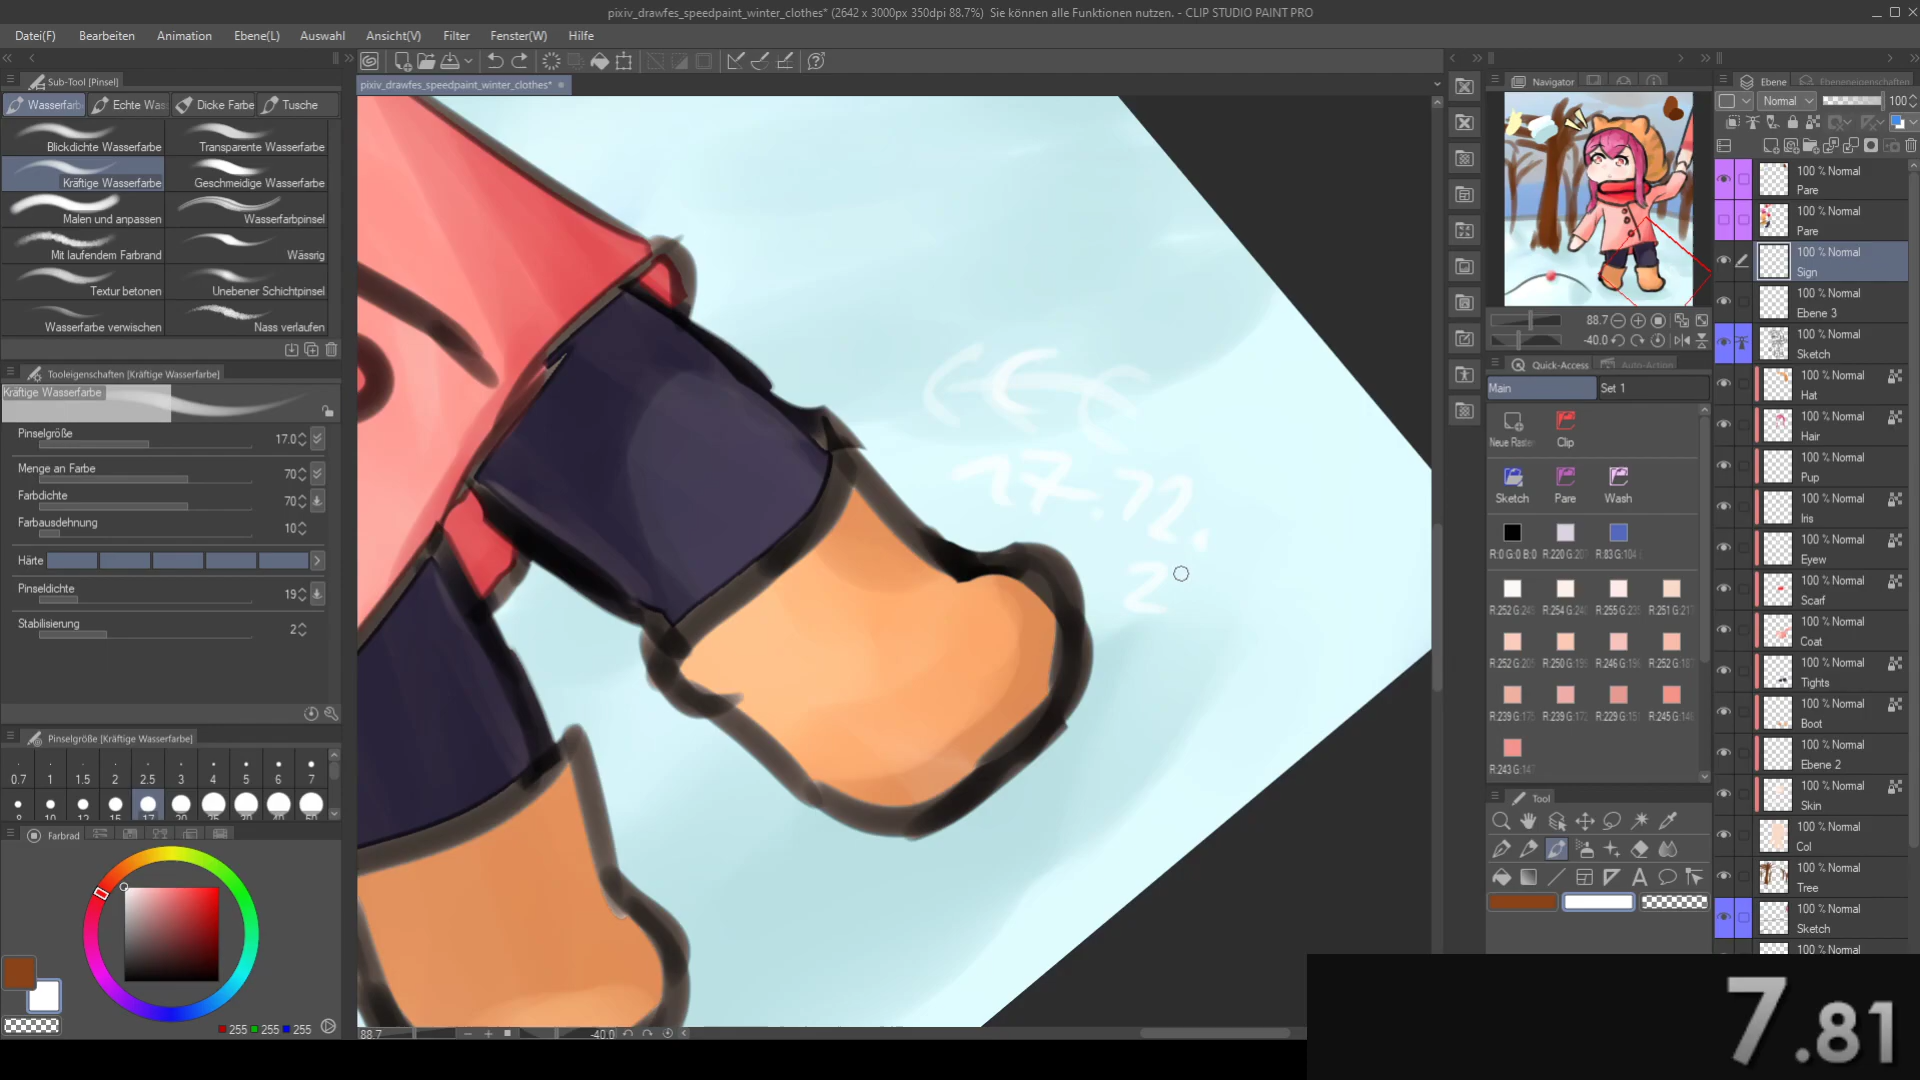 pixiv_drawfes_speedpaint_winter_clothes* (2642 x 3000px 350dpi 88.7%) Sie können alle Funktionen nutzen. - CLIP STUDIO PAINT PRO
Datei(F) Bearbeiten Animation Ebene(L) Auswahl Ansicht(V) Filter Fenster(W) Hilfe
pixiv_drawfes_speedpaint_winter_clothes*
Sub-Tool [Pinsel]
Wasserfarb Echte Was Dicke Farbe Tusche
Blickdichte Wasserfarbe Transparente Wasserfarbe
Kräftige Wasserfarbe Geschmeidige Wasserfarbe
Malen und anpassen Wasserfarbpinsel
Mit laufendem Farbrand Wässrig
Textur betonen Unebener Schichtpinsel
Wasserfarbe verwischen Nass verlaufen
Tooleigenschaften [Kräftige Wasserfarbe]
Kräftige Wasserfarbe
Pinselgröße 17.0
Menge an Farbe 70
Farbdichte 70
Farbausdehnung 10
Härte
Pinseldichte 19
Stabilisierung 2
Pinselgröße [Kräftige Wasserfarbe]
0.7 1 1.5 2 2.5 3 4 5 6 7
8 10 12 15 17 20 25 30 40 50
Farbrad
255 255 255
17.12.
2
88.7 -40.0
Navigator
88.7
-40.0
Quick-Access Auto-Action
Main Set 1
Neue Raster Clip
Sketch Pare Wash
R:0 G:0 B:0 R:220 G:20 R:83 G:104
R:252 G:24 R:254 G:24 R:255 G:23 R:251 G:21
R:252 G:20 R:250 G:19 R:246 G:19 R:252 G:18
R:239 G:17 R:239 G:17 R:229 G:15 R:245 G:14
R:243 G:14
Tool
Ebene Ebeneneigenschaften
Normal 100
100 % Normal
Pare
100 % Normal
Pare
100 % Normal
Sign
100 % Normal
Ebene 3
100 % Normal
Sketch
100 % Normal
Hat
100 % Normal
Hair
100 % Normal
Pup
100 % Normal
Iris
100 % Normal
Eyew
100 % Normal
Scarf
100 % Normal
Coat
100 % Normal
Tights
100 % Normal
Boot
100 % Normal
Ebene 2
100 % Normal
Skin
100 % Normal
Col
100 % Normal
Tree
100 % Normal
Sketch
100 % Normal
7.81